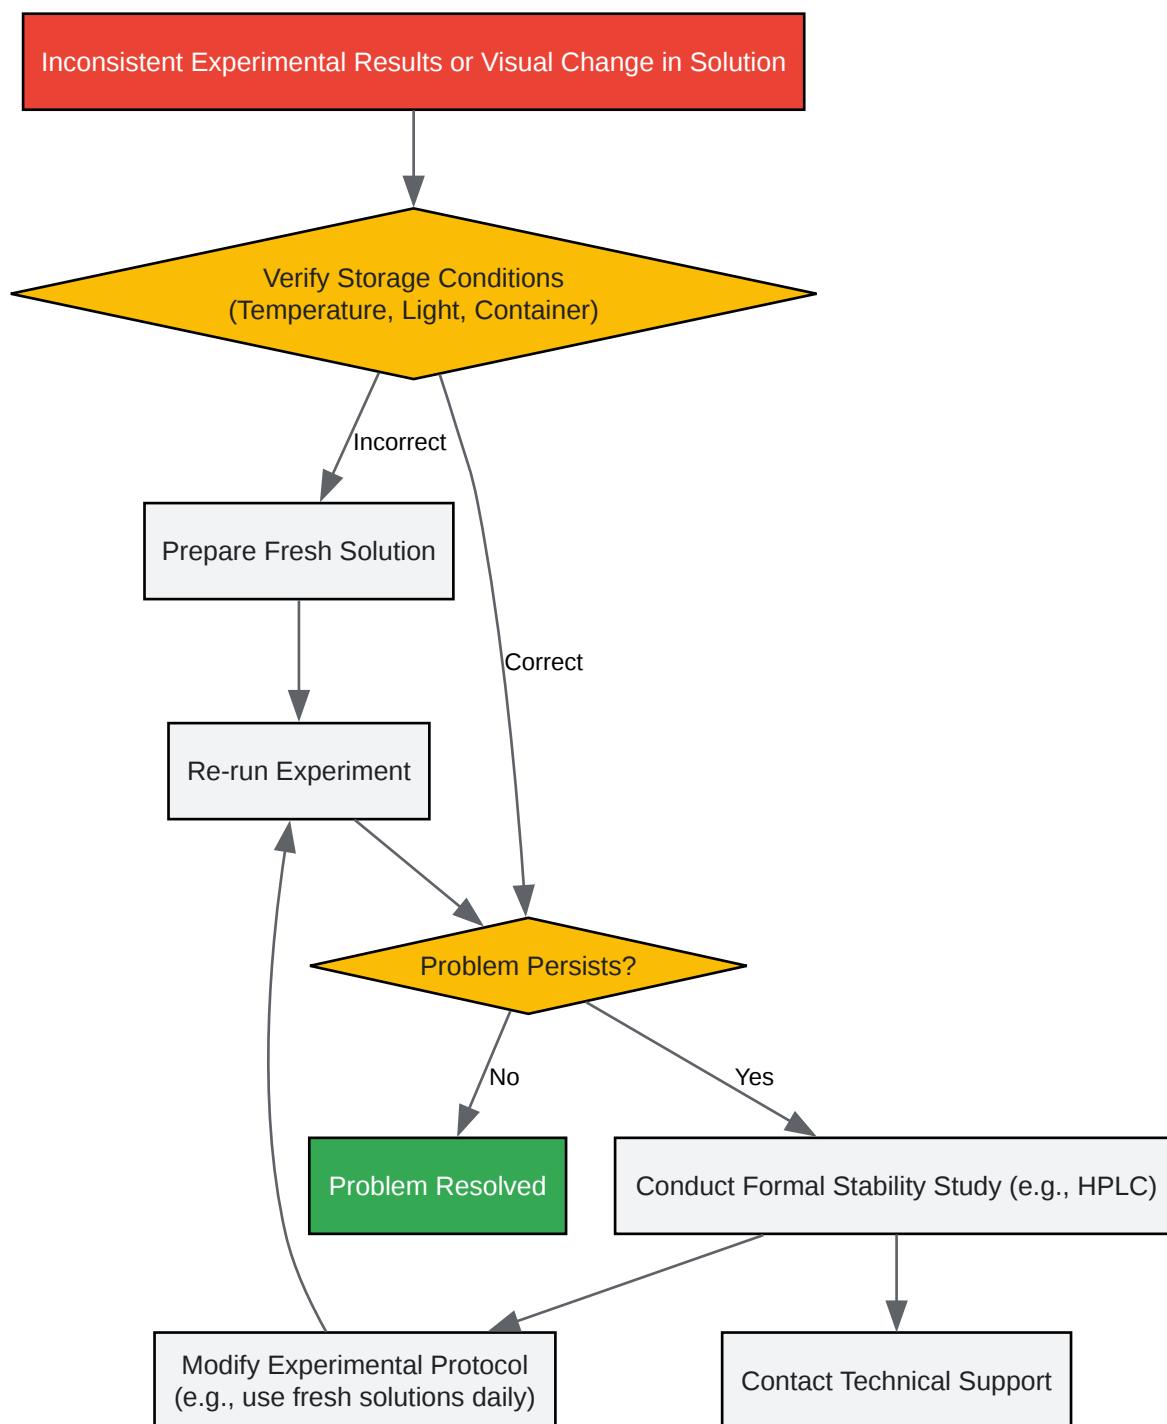 Inconsistent Experimental Results or Visual Change in Solution
Verify Storage Conditions
(Temperature, Light, Container)
Incorrect
Prepare Fresh Solution
Correct
Re-run Experiment
Problem Persists?
No
Yes
Problem Resolved
Conduct Formal Stability Study (e.g., HPLC)
Modify Experimental Protocol
(e.g., use fresh solutions daily)
Contact Technical Support